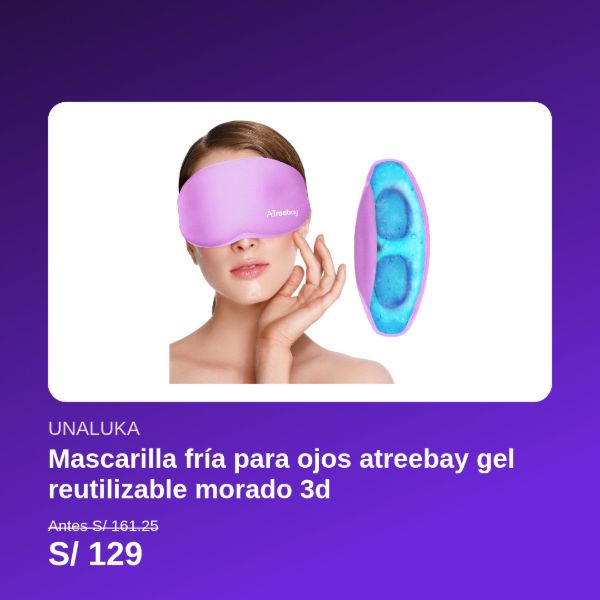 ATreebay
UNALUKA
Mascarilla fría para ojos atreebay gel
reutilizable morado 3d
Antes S/ 161.25
S/ 129